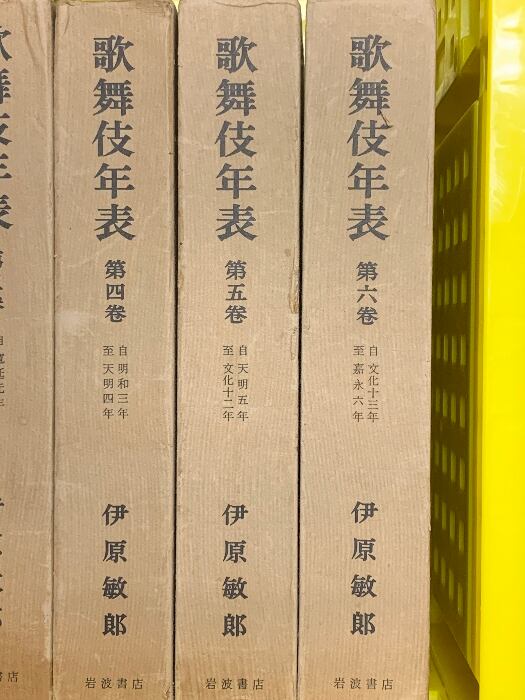 歌舞伎年表
第四卷
自 明和三年
至 天明四年
伊原敏郎
岩波書店
歌舞伎年表
第五卷
自 天明五年
至 文化十二年
伊原敏郎
岩波書店
歌舞伎年表
第六卷
自 文化十三年
至 嘉永六年
伊原敏郎
岩波書店